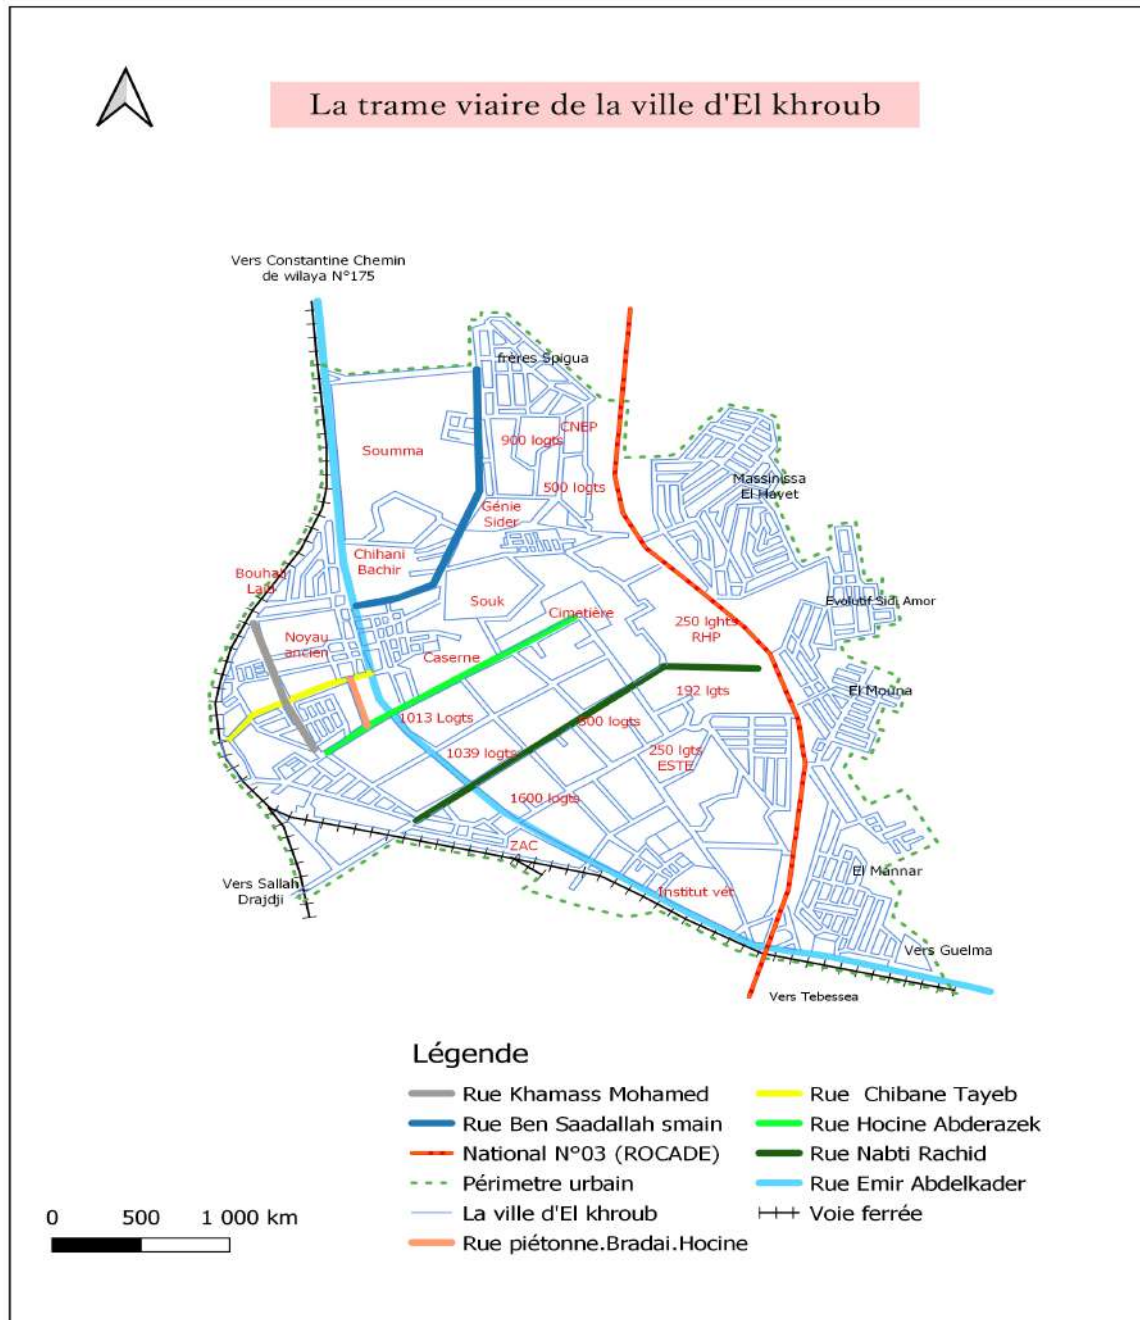 La trame viaire de la ville d'El khroub
Vers Constantine Chemin
de wilaya N°175
frères Spigua
CNEP
900 logts
Soumma
Massinissa
El Hayet
500 logts
Génie
Sider
Chihani
Bachir
Souk
Cimetière
Evolutif Sidi Amor
250 lghts
RHP
Noyau
ancien
Caserne
192 lgts
El Mouna
1013 Logts
500 logts
1039 logts
250 lgts
ESTE
1600 logts
ZAC
Vers Sallah
Drajdji
Institut vét
El Mannar
Vers Guelma
Vers Tebessea
Légende
Rue Khamass Mohamed
Rue Ben Saadallah smain
National N°03 (ROCADE)
Périmetre urbain
La ville d'El khroub
Rue piétonne.Bradai.Hocine
Rue Chibane Tayeb
Rue Hocine Abderazek
Rue Nabti Rachid
Rue Emir Abdelkader
Voie ferrée
0 500 1 000 km